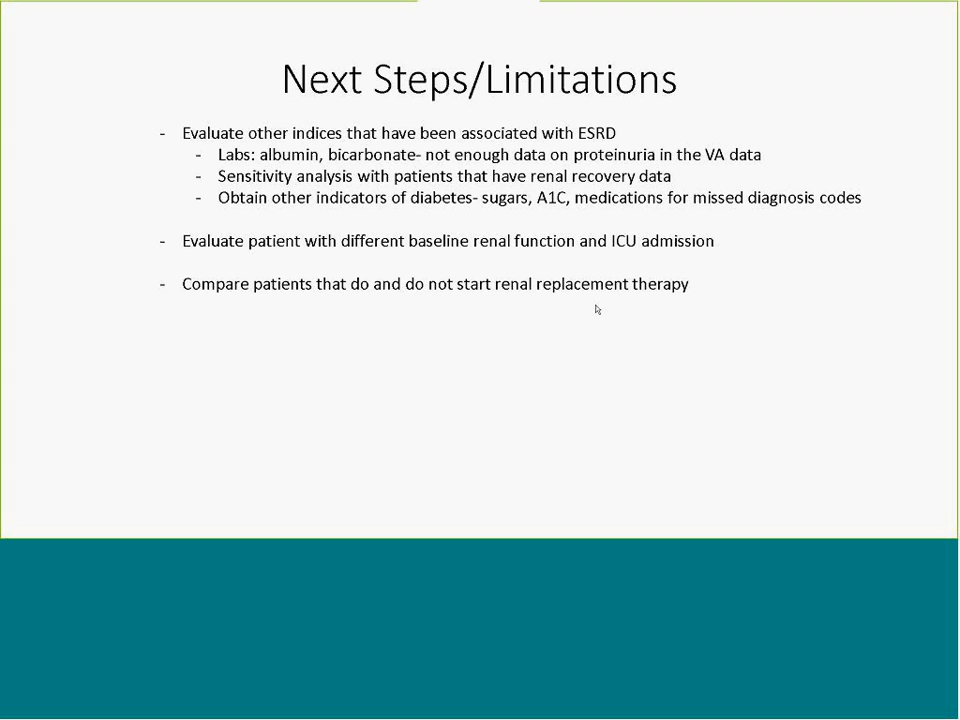 Next Steps/Limitations
- Evaluate other indices that have been associated with ESRD
- Labs: albumin, bicarbonate- not enough data on proteinuria in the VA data
- Sensitivity analysis with patients that have renal recovery data
- Obtain other indicators of diabetes- sugars, A1C, medications for missed diagnosis codes
- Evaluate patient with different baseline renal function and ICU admission
- Compare patients that do and do not start renal replacement therapy